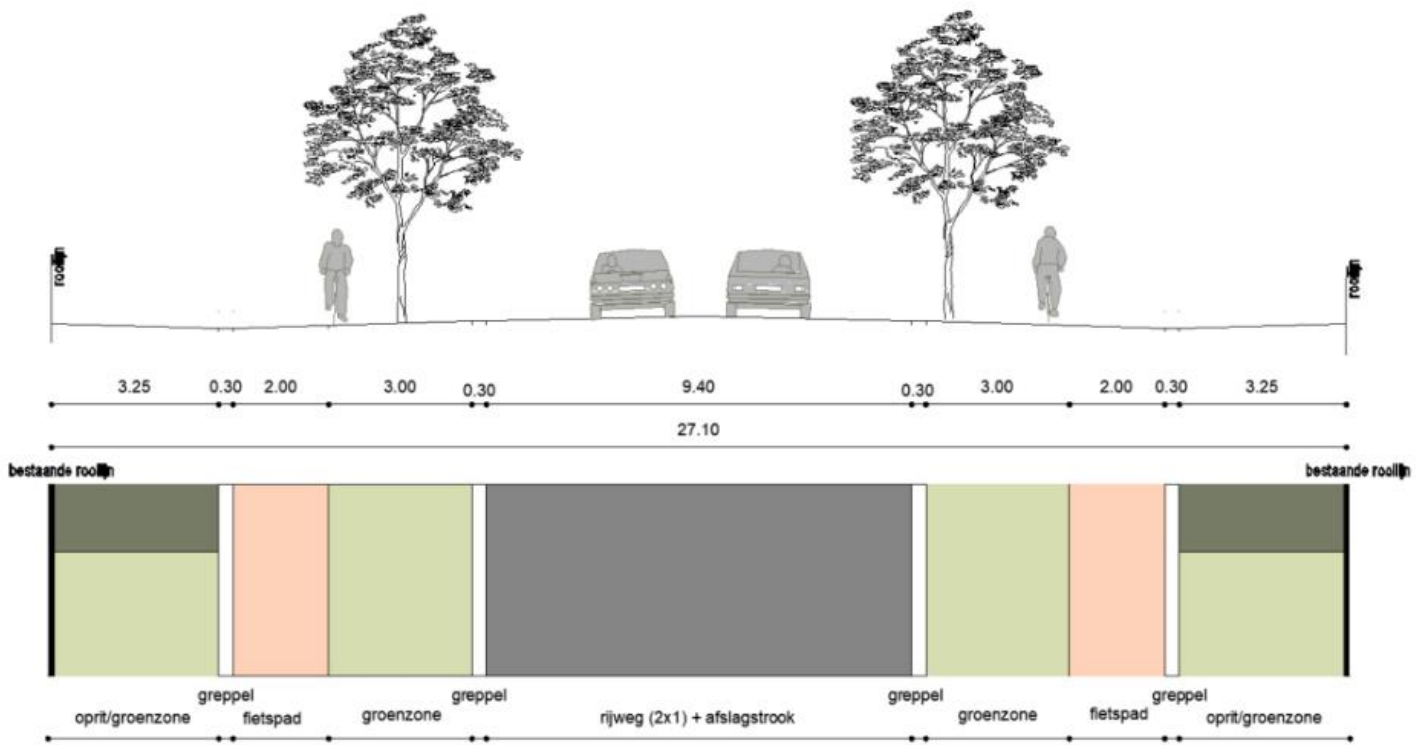 rooilijn
rooilijn
3.25 0.30 2.00 3.00 0.30 9.40 0.30 3.00 2.00 0.30 3.25
27.10
bestaande rooilijn bestaande rooilijn
greppel greppel greppel greppel
oprit/groenzone fietspad groenzone rijweg (2x1) + afslagstrook groenzone fietspad oprit/groenzone